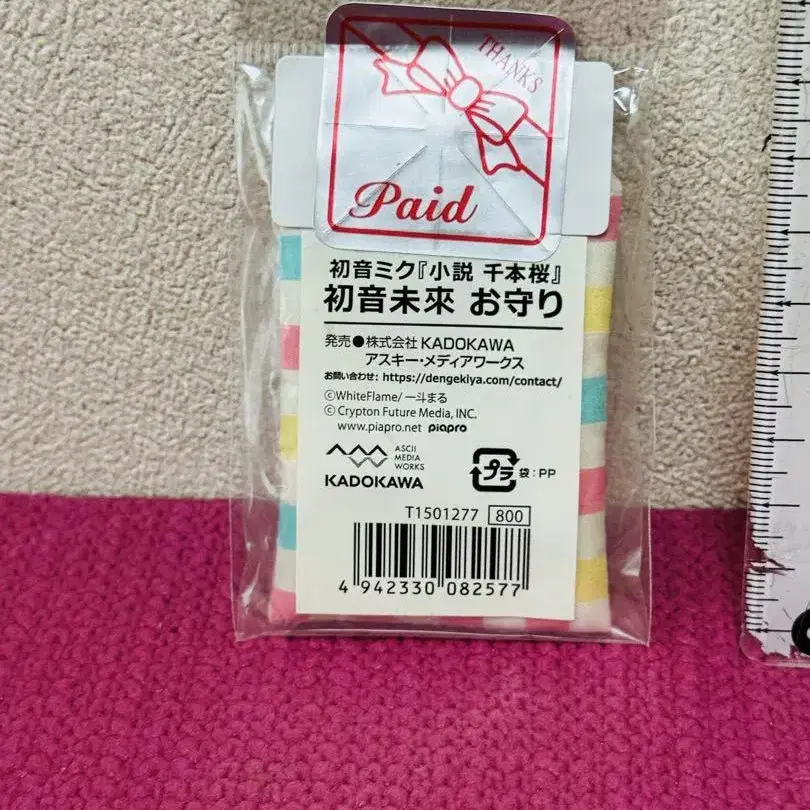 THANKS
Paid
初音ミク『小説 千本桜』
初音未來 お守り
発売●株式会社 KADOKAWA
アスキー・メディアワークス
お問い合わせ: https://dengekiya.com/contact/
ⒸWhiteFlame/ 一斗まる
Ⓒ Crypton Future Media, INC.
www.piapro.net piapro
ASCII
MEDIA
WORKS
KADOKAWA
プラ 袋:PP
T1501277 800
4 942330 082577